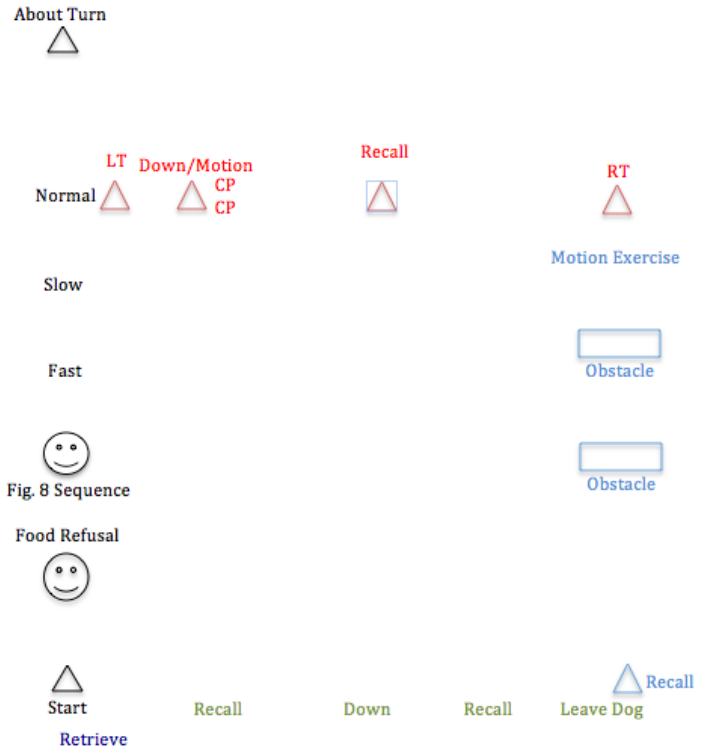 About Turn
Recall
LT
Down/Motion
RT
Normal
CP
CP
Motion Exercise
Slow
Fast
Obstacle
Obstacle
Fig. 8 Sequence
Food Refusal
Recall
Start
Recall
Down
Recall
Leave Dog
Retrieve